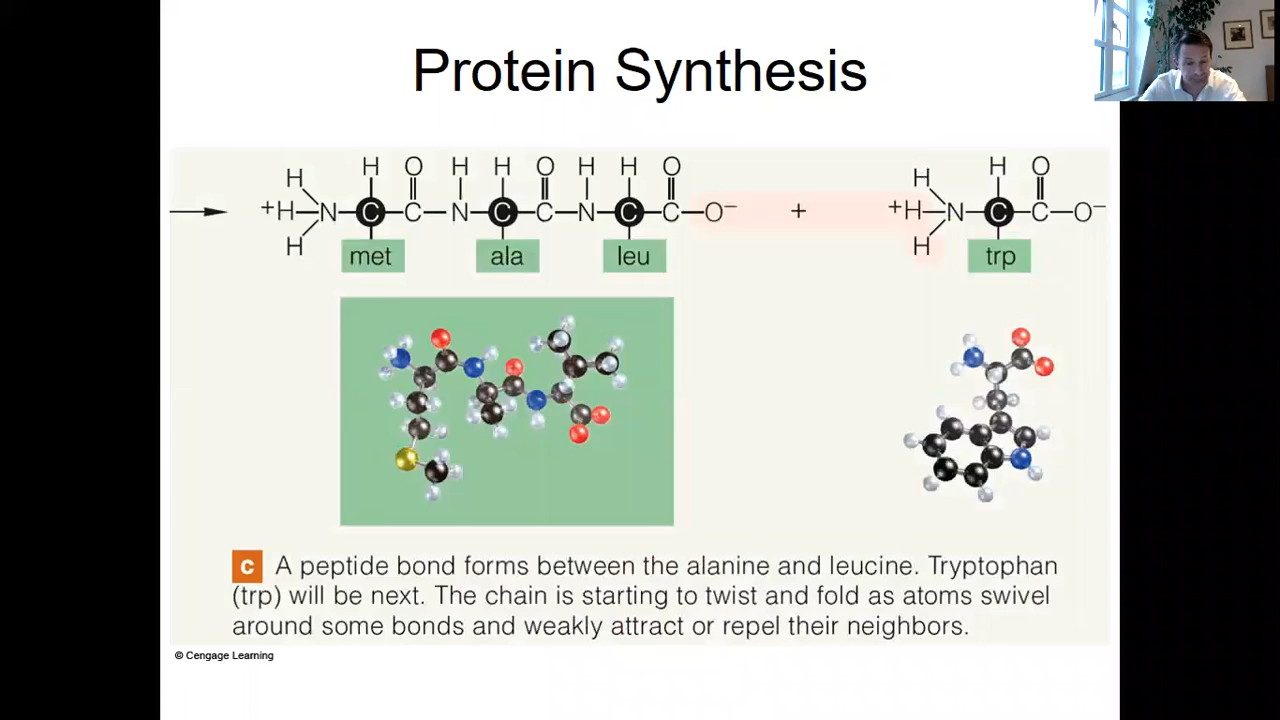 Protein Synthesis
H H O H H O H H O H H O
+H—N—C—C—N—C—C—N—C—C—O⁻ + +H—N—C—C—O⁻
H H
met ala leu trp
c A peptide bond forms between the alanine and leucine. Tryptophan
(trp) will be next. The chain is starting to twist and fold as atoms swivel
around some bonds and weakly attract or repel their neighbors.
© Cengage Learning